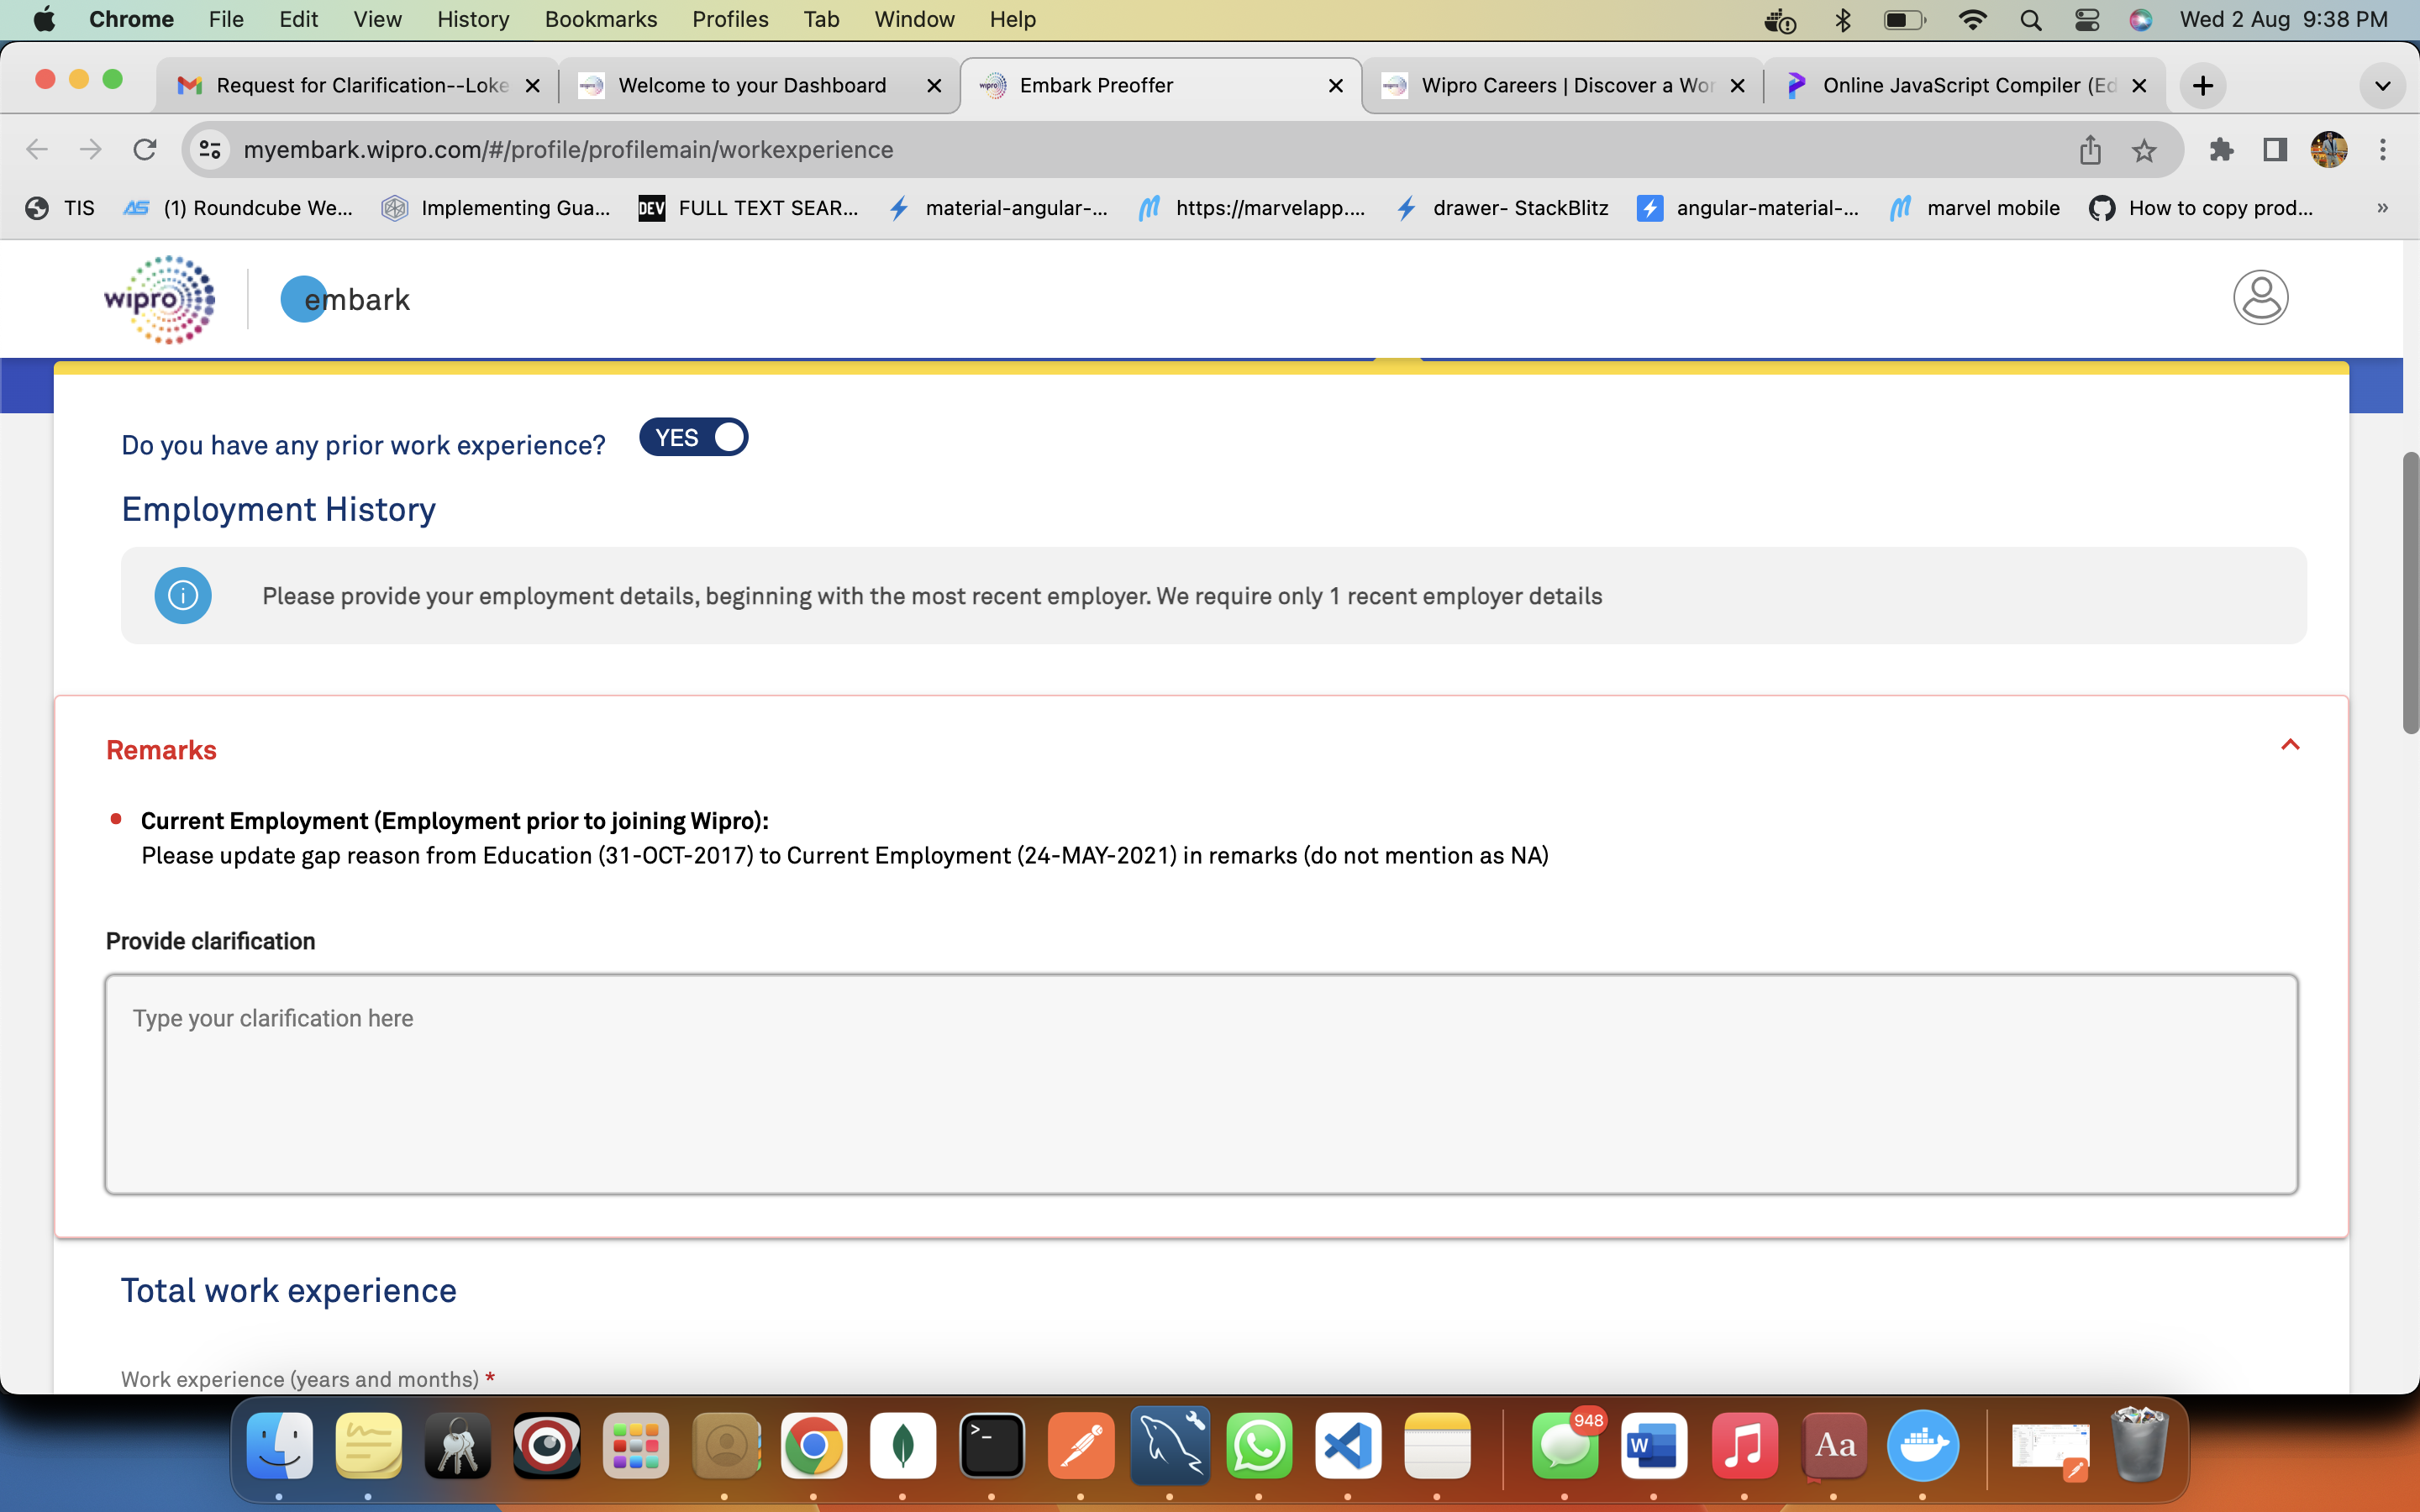 Chrome File Edit View History Bookmarks Profiles Tab Window Help Wed 2 Aug 9:38 PM
Request for Clarification--Loke Welcome to your Dashboard Embark Preoffer Wipro Careers | Discover a Wor Online JavaScript Compiler (Ed
myembark.wipro.com/#/profile/profilemain/workexperience
TIS (1) Roundcube We... Implementing Gua... DEV FULL TEXT SEAR... material-angular-... https://marvelapp.... drawer- StackBlitz angular-material-... marvel mobile How to copy prod... »
wipro embark
Do you have any prior work experience? YES
Employment History
Please provide your employment details, beginning with the most recent employer. We require only 1 recent employer details
Remarks
Current Employment (Employment prior to joining Wipro):
Please update gap reason from Education (31-OCT-2017) to Current Employment (24-MAY-2021) in remarks (do not mention as NA)
Provide clarification
Type your clarification here
Total work experience
Work experience (years and months) *
948
W
Aa